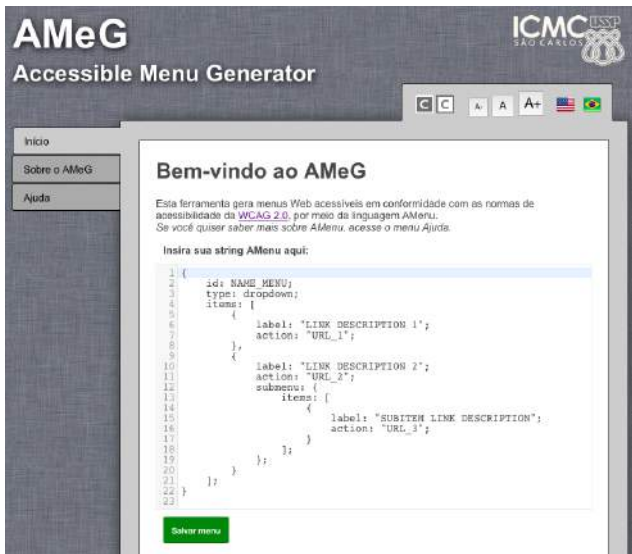 AMeG
Accessible Menu Generator
ICMC USP
SÃO CARLOS
C C A- A A+
Início
Sobre o AMeG
Ajuda
Bem-vindo ao AMeG
Esta ferramenta gera menus Web acessíveis em conformidade com as normas de
acessibilidade da WCAG 2.0, por meio da linguagem AMenu.
Se você quiser saber mais sobre AMenu, acesse o menu Ajuda.
Insira sua string AMenu aqui:
1 {
2 id: NAME_MENU;
3 type: dropdown;
4 items: [
5 {
6 label: "LINK DESCRIPTION 1";
7 action: "URL_1";
8 },
9 {
10 label: "LINK DESCRIPTION 2";
11 action: "URL_2";
12 submenu: {
13 items: [
14 {
15 label: "SUBITEM LINK DESCRIPTION";
16 action: "URL_3";
17 }
18 ];
19 };
20 }
21 ];
22 }
23
Salvar menu